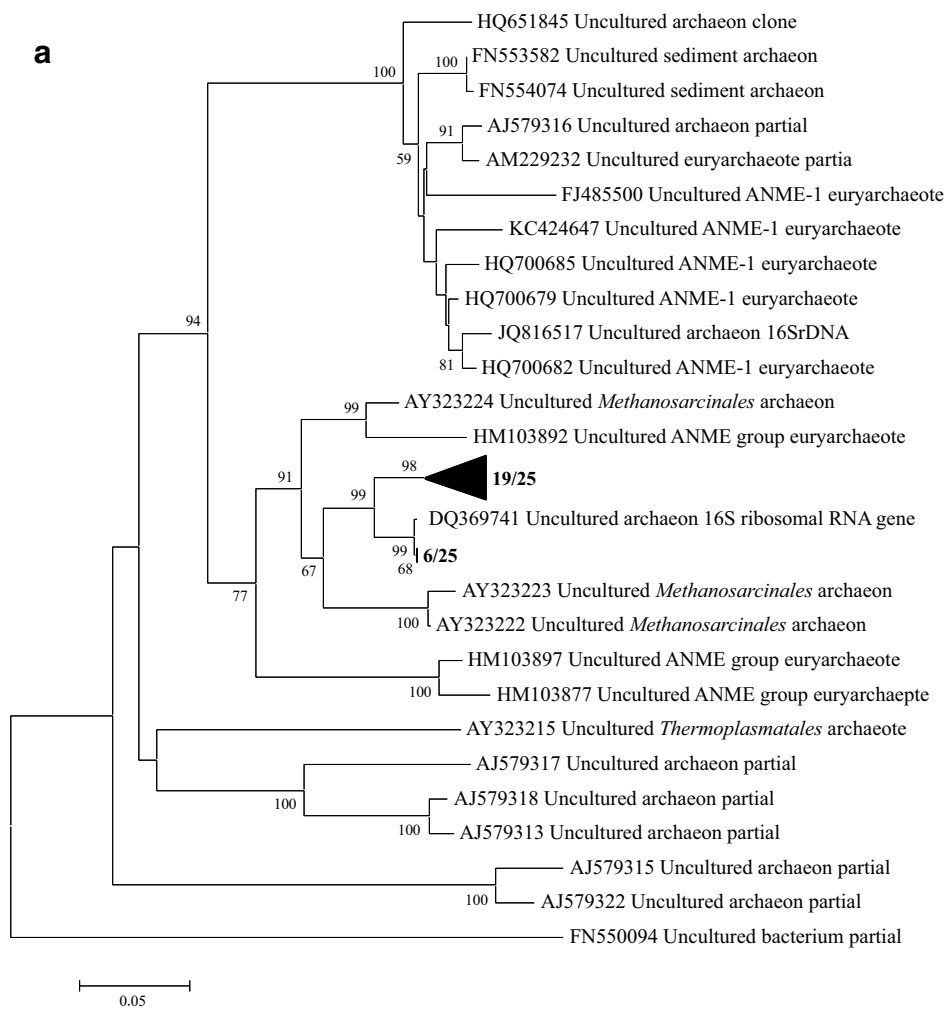 a
HQ651845 Uncultured archaeon clone
100
FN553582 Uncultured sediment archaeon
100
FN554074 Uncultured sediment archaeon
AJ579316 Uncultured archaeon partial
91
59
AM229232 Uncultured euryarchaeote partia
FJ485500 Uncultured ANME-1 euryarchaeote
KC424647 Uncultured ANME-1 euryarchaeote
HQ700685 Uncultured ANME-1 euryarchaeote
HQ700679 Uncultured ANME-1 euryarchaeote
94
JQ816517 Uncultured archaeon 16SrDNA
81
HQ700682 Uncultured ANME-1 euryarchaeote
AY323224 Uncultured Methanosarcinales archaeon
99
HM103892 Uncultured ANME group euryarchaeote
98
91
19/25
99
DQ369741 Uncultured archaeon 16S ribosomal RNA gene
99
6/25
68
67
77
AY323223 Uncultured Methanosarcinales archaeon
100
AY323222 Uncultured Methanosarcinales archaeon
HM103897 Uncultured ANME group euryarchaeote
100
HM103877 Uncultured ANME group euryarchaepte
AY323215 Uncultured Thermoplasmatales archaeote
AJ579317 Uncultured archaeon partial
100
AJ579318 Uncultured archaeon partial
100
AJ579313 Uncultured archaeon partial
AJ579315 Uncultured archaeon partial
100
AJ579322 Uncultured archaeon partial
FN550094 Uncultured bacterium partial
0.05